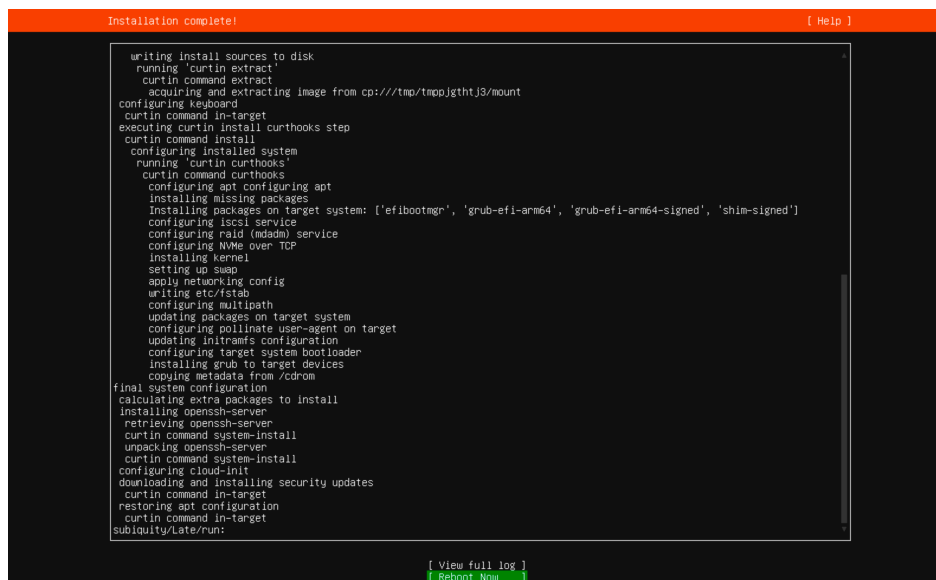 Installation complete! [ Help ]
writing install sources to disk
running 'curtin extract'
curtin command extract
acquiring and extracting image from cp:///tmp/tmppjgthtj3/mount
configuring keyboard
curtin command in-target
executing curtin install curthooks step
curtin command install
configuring installed system
running 'curtin curthooks'
curtin command curthooks
configuring apt configuring apt
installing missing packages
Installing packages on target system: ['efibootmgr', 'grub-efi-arm64', 'grub-efi-arm64-signed', 'shim-signed']
configuring iscsi service
configuring raid (mdadm) service
configuring NVMe over TCP
installing kernel
setting up swap
apply networking config
writing etc/fstab
configuring multipath
updating packages on target system
configuring pollinate user-agent on target
updating initramfs configuration
configuring target system bootloader
installing grub to target devices
copying metadata from /cdrom
final system configuration
calculating extra packages to install
installing openssh-server
retrieving openssh-server
curtin command system-install
unpacking openssh-server
curtin command system-install
configuring cloud-init
downloading and installing security updates
curtin command in-target
restoring apt configuration
curtin command in-target
subiquity/Late/run:
[ View full log ]
[ Reboot Now ]